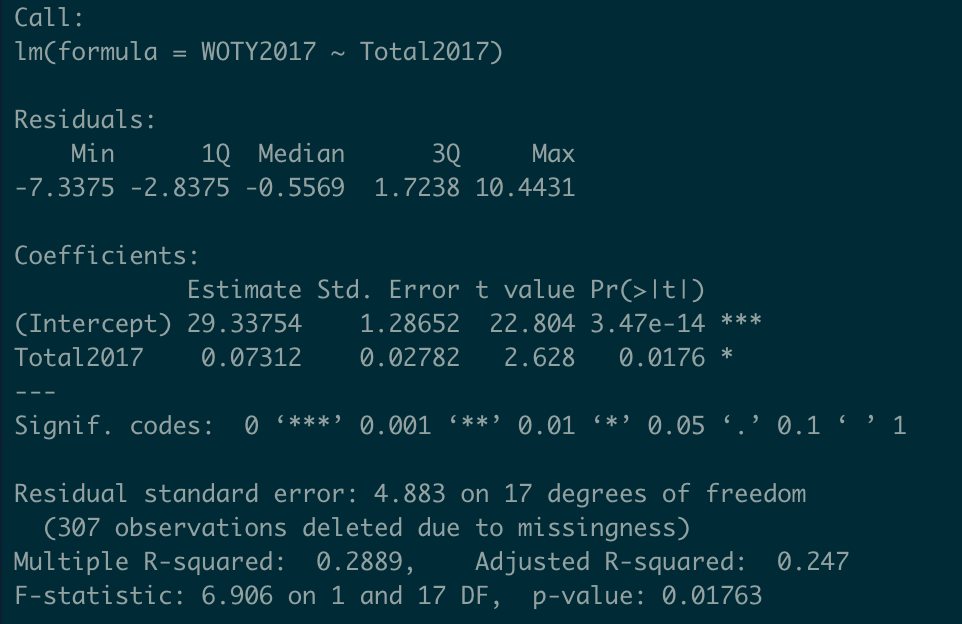 Call:
lm(formula = WOTY2017 ~ Total2017)
Residuals:
Min 1Q Median 3Q Max
-7.3375 -2.8375 -0.5569 1.7238 10.4431
Coefficients:
Estimate Std. Error t value Pr(>|t|)
(Intercept) 29.33754 1.28652 22.804 3.47e-14 ***
Total2017 0.07312 0.02782 2.628 0.0176 *
---
Signif. codes: 0 ‘***’ 0.001 ‘**’ 0.01 ‘*’ 0.05 ‘.’ 0.1 ‘ ’ 1
Residual standard error: 4.883 on 17 degrees of freedom
(307 observations deleted due to missingness)
Multiple R-squared: 0.2889, Adjusted R-squared: 0.247
F-statistic: 6.906 on 1 and 17 DF, p-value: 0.01763